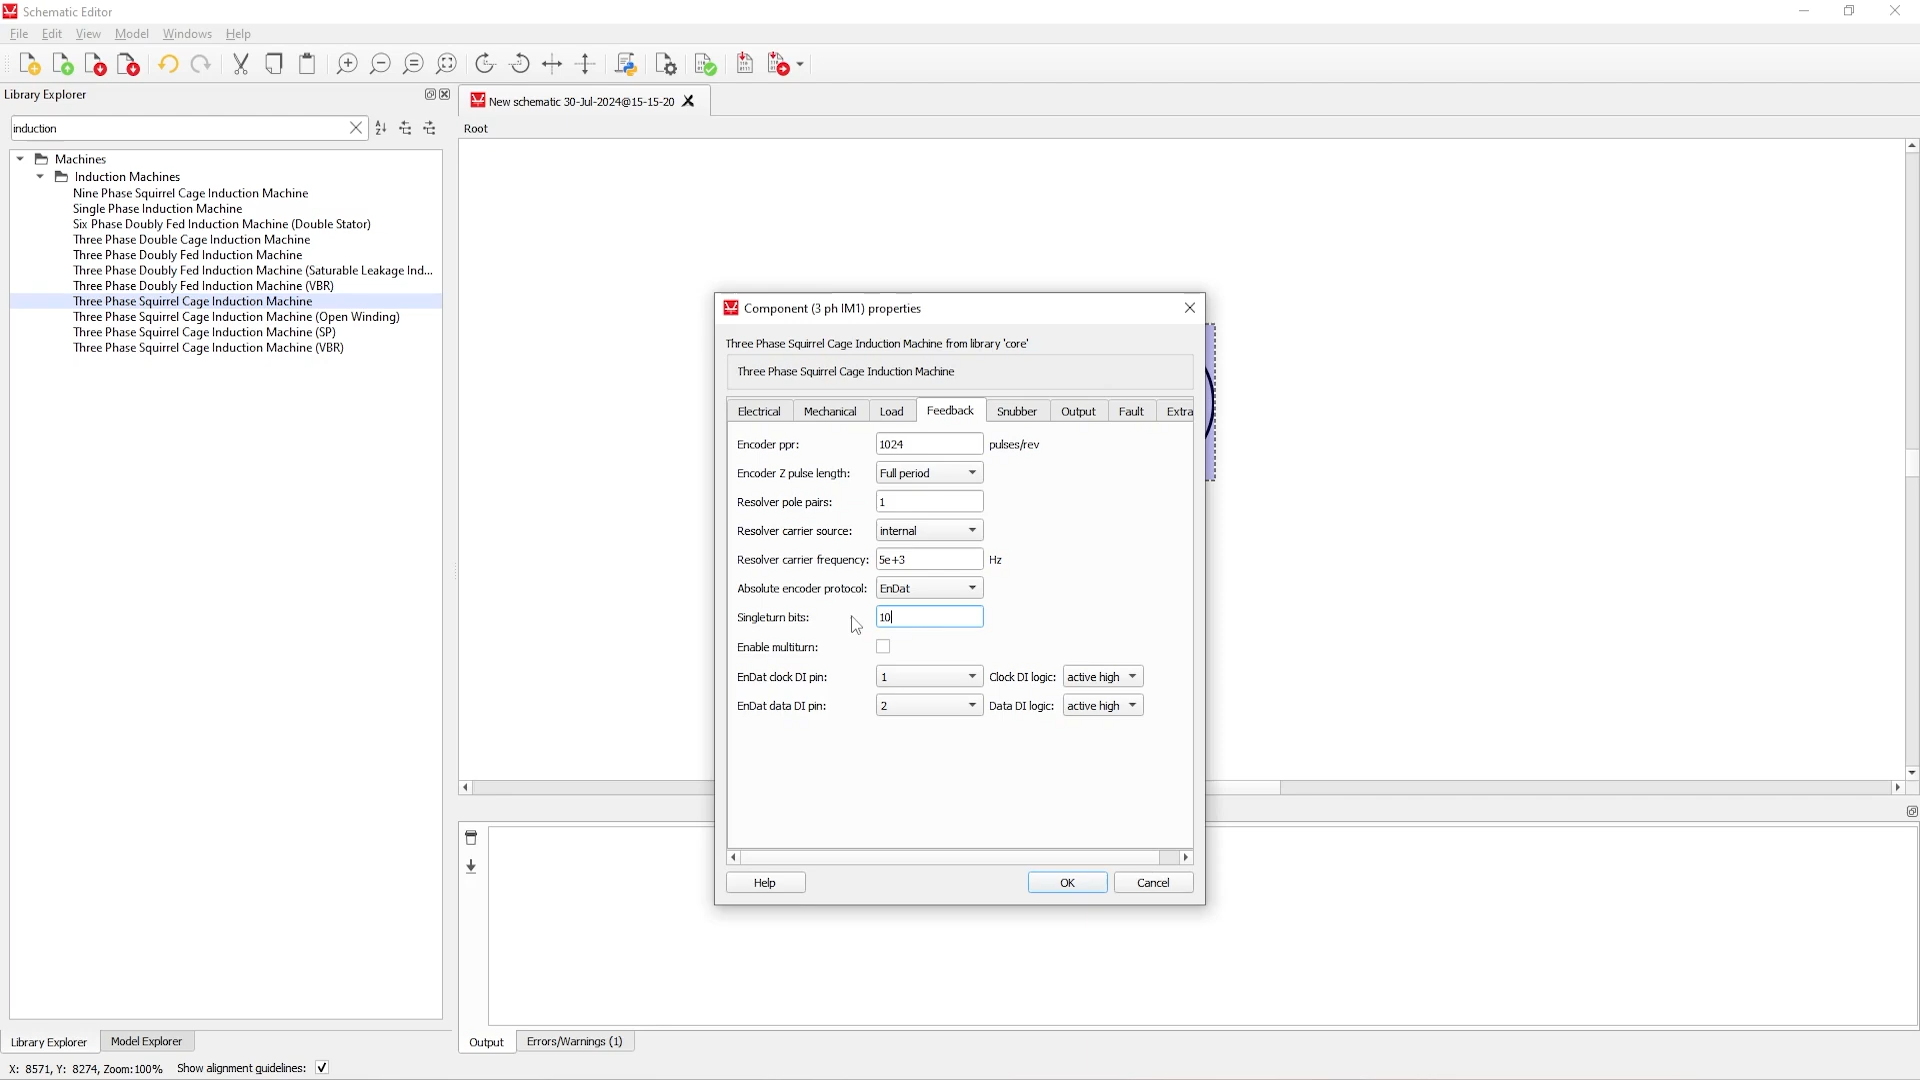 Schematic Editor
File Edit View Model Windows Help
Library Explorer
induction
Machines
Induction Machines
Nine Phase Squirrel Cage Induction Machine
Single Phase Induction Machine
Six Phase Doubly Fed Induction Machine (Double Stator)
Three Phase Double Cage Induction Machine
Three Phase Doubly Fed Induction Machine
Three Phase Doubly Fed Induction Machine (Saturable Leakage Ind...
Three Phase Doubly Fed Induction Machine (VBR)
Three Phase Squirrel Cage Induction Machine
Three Phase Squirrel Cage Induction Machine (Open Winding)
Three Phase Squirrel Cage Induction Machine (SP)
Three Phase Squirrel Cage Induction Machine (VBR)
New schematic 30-Jul-2024@15-15-20
Root
Component (3 ph IM1) properties
Three Phase Squirrel Cage Induction Machine from library 'core'
Three Phase Squirrel Cage Induction Machine
Electrical Mechanical Load Feedback Snubber Output Fault Extra
Encoder ppr: 1024 pulses/rev
Encoder Z pulse length: Full period
Resolver pole pairs: 1
Resolver carrier source: internal
Resolver carrier frequency: 5e+3 Hz
Absolute encoder protocol: EnDat
Singleturn bits: 10
Enable multiturn:
EnDat clock DI pin: 1 Clock DI logic: active high
EnDat data DI pin: 2 Data DI logic: active high
Help OK Cancel
Library Explorer Model Explorer
Output Errors/Warnings (1)
X: 8571, Y: 8274, Zoom:100% Show alignment guidelines: